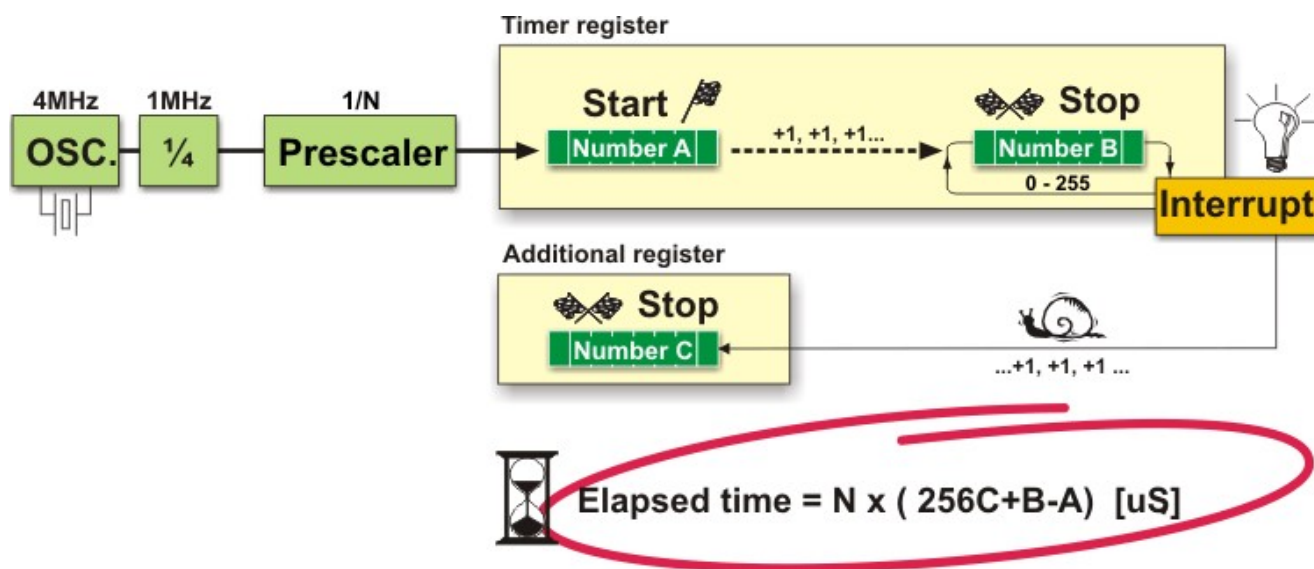 Timer register
4MHz
1MHz
1/N
OSC.
¼
Prescaler
Start
Number A
+1, +1, +1...
Stop
Number B
0 - 255
Interrupt
Additional register
Stop
Number C
...+1, +1, +1 ...
Elapsed time = N x ( 256C+B-A) [uS]